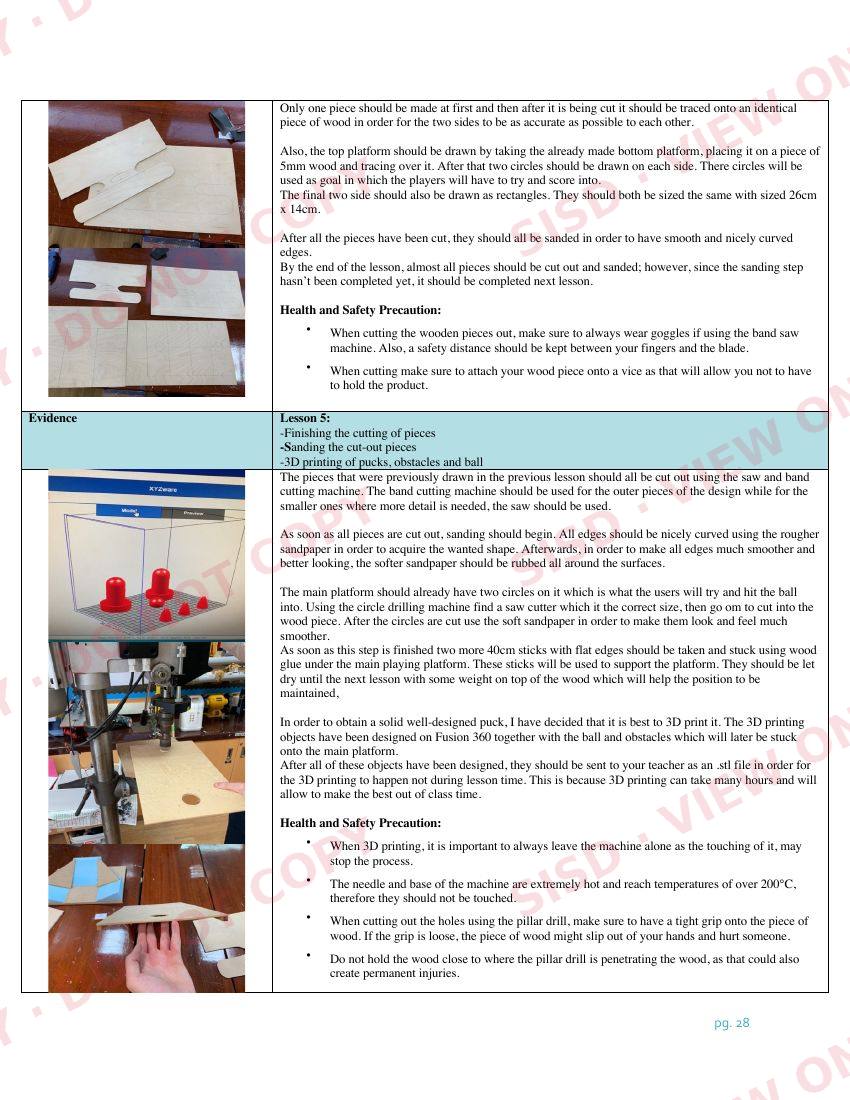 Only one piece should be made at first and then after it is being cut it should be traced onto an identical
piece of wood in order for the two sides to be as accurate as possible to each other.
Also, the top platform should be drawn by taking the already made bottom platform, placing it on a piece of
5mm wood and tracing over it. After that two circles should be drawn on each side. There circles will be
used as goal in which the players will have to try and score into.
The final two side should also be drawn as rectangles. They should both be sized the same with sized 26cm
x 14cm.
After all the pieces have been cut, they should all be sanded in order to have smooth and nicely curved
edges.
By the end of the lesson, almost all pieces should be cut out and sanded; however, since the sanding step
hasn't been completed yet, it should be completed next lesson.
Health and Safety Precaution:
• When cutting the wooden pieces out, make sure to always wear goggles if using the band saw
machine. Also, a safety distance should be kept between your fingers and the blade.
• When cutting make sure to attach your wood piece onto a vice as that will allow you not to have
to hold the product.
Evidence
Lesson 5:
-Finishing the cutting of pieces
-Sanding the cut-out pieces
-3D printing of pucks, obstacles and ball
XYZware
Model
Preview
The pieces that were previously drawn in the previous lesson should all be cut out using the saw and band
cutting machine. The band cutting machine should be used for the outer pieces of the design while for the
smaller ones where more detail is needed, the saw should be used.
As soon as all pieces are cut out, sanding should begin. All edges should be nicely curved using the rougher
sandpaper in order to acquire the wanted shape. Afterwards, in order to make all edges much smoother and
better looking, the softer sandpaper should be rubbed all around the surfaces.
The main platform should already have two circles on it which is what the users will try and hit the ball
into. Using the circle drilling machine find a saw cutter which it the correct size, then go om to cut into the
wood piece. After the circles are cut use the soft sandpaper in order to make them look and feel much
smoother.
As soon as this step is finished two more 40cm sticks with flat edges should be taken and stuck using wood
glue under the main playing platform. These sticks will be used to support the platform. They should be let
dry until the next lesson with some weight on top of the wood which will help the position to be
maintained,
In order to obtain a solid well-designed puck, I have decided that it is best to 3D print it. The 3D printing
objects have been designed on Fusion 360 together with the ball and obstacles which will later be stuck
onto the main platform.
After all of these objects have been designed, they should be sent to your teacher as an .stl file in order for
the 3D printing to happen not during lesson time. This is because 3D printing can take many hours and will
allow to make the best out of class time.
Health and Safety Precaution:
• When 3D printing, it is important to always leave the machine alone as the touching of it, may
stop the process.
• The needle and base of the machine are extremely hot and reach temperatures of over 200°C,
therefore they should not be touched.
• When cutting out the holes using the pillar drill, make sure to have a tight grip onto the piece of
wood. If the grip is loose, the piece of wood might slip out of your hands and hurt someone.
• Do not hold the wood close to where the pillar drill is penetrating the wood, as that could also
create permanent injuries.
pg. 28
SISD · VIEW ONLY · DO NOT COPY